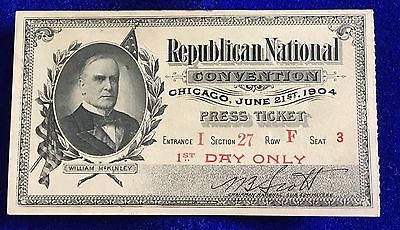 Republican National
CONVENTION
CHICAGO, JUNE 21ST, 1904
PRESS TICKET
ENTRANCE I SECTION 27 ROW F SEAT 3
1ST DAY ONLY
WILLIAM McKINLEY